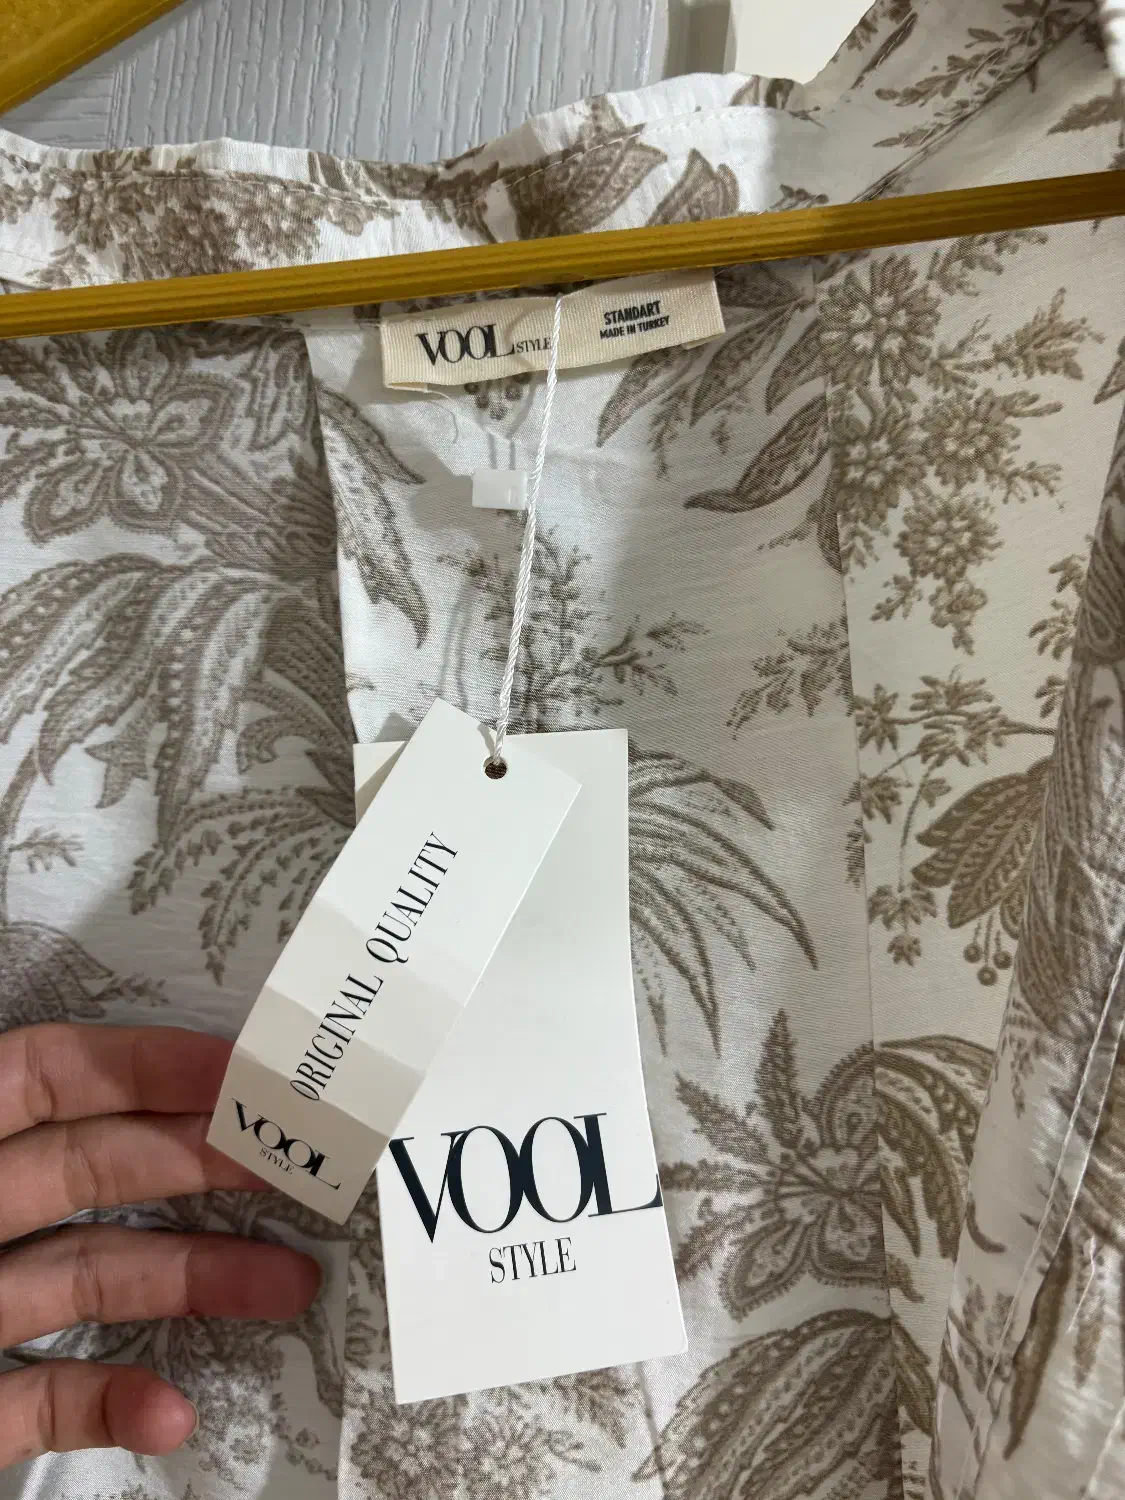 VOOL STYLE
STANDART
MADE IN TURKEY
ORIGINAL QUALITY
VOOL
STYLE
VOOL
STYLE